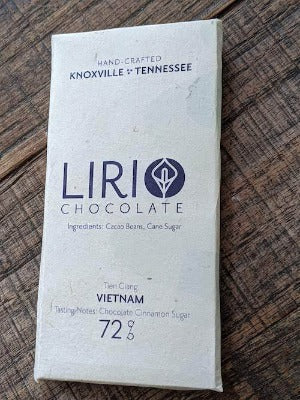 HAND-CRAFTED
KNOXVILLE TENNESSEE
LIRIO
CHOCOLATE
Ingredients: Cacao Beans, Cane Sugar
Tien Giang
VIETNAM
Tasting Notes: Chocolate Cinnamon Sugar
72%